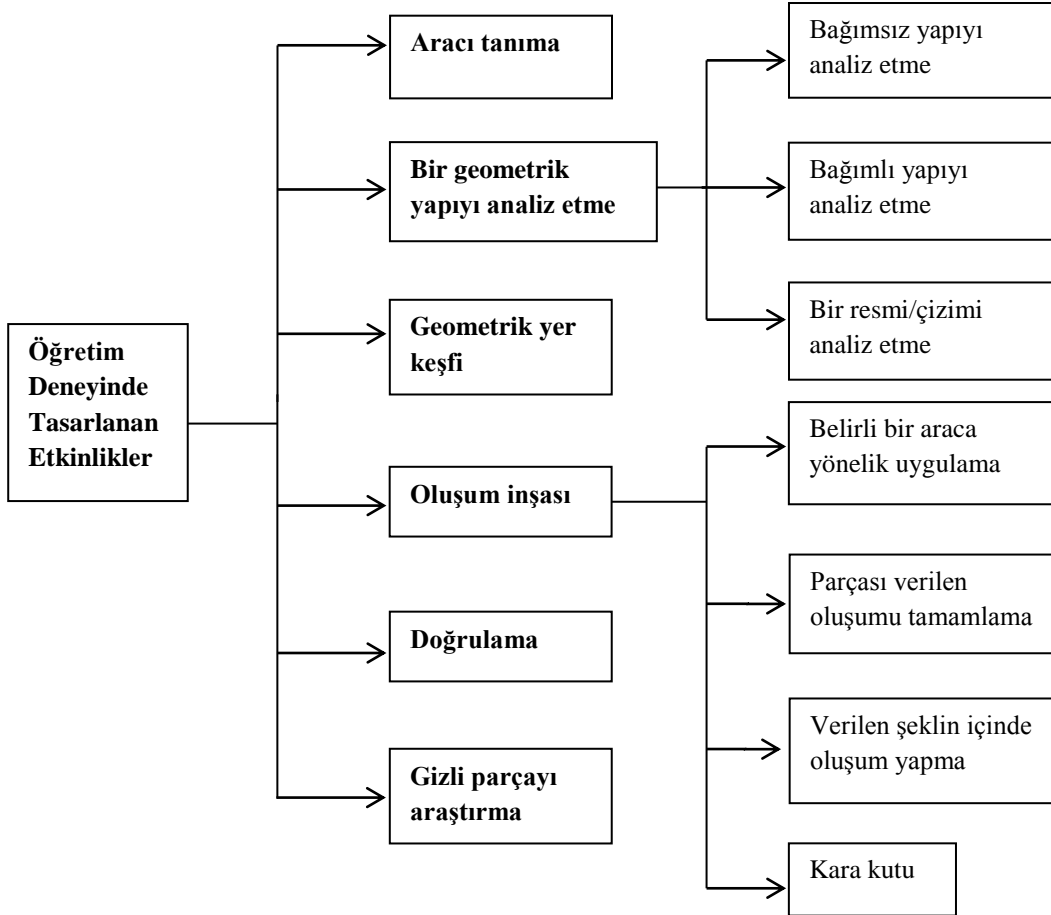 Öğretim
Deneyinde
Tasarlanan
Etkinlikler
Aracı tanıma
Bir geometrik
yapıyı analiz etme
Geometrik yer
keşfi
Oluşum inşası
Doğrulama
Gizli parçayı
araştırma
Bağımsız yapıyı
analiz etme
Bağımlı yapıyı
analiz etme
Bir resmi/çizimi
analiz etme
Belirli bir araca
yönelik uygulama
Parçası verilen
oluşumu tamamlama
Verilen şeklin içinde
oluşum yapma
Kara kutu